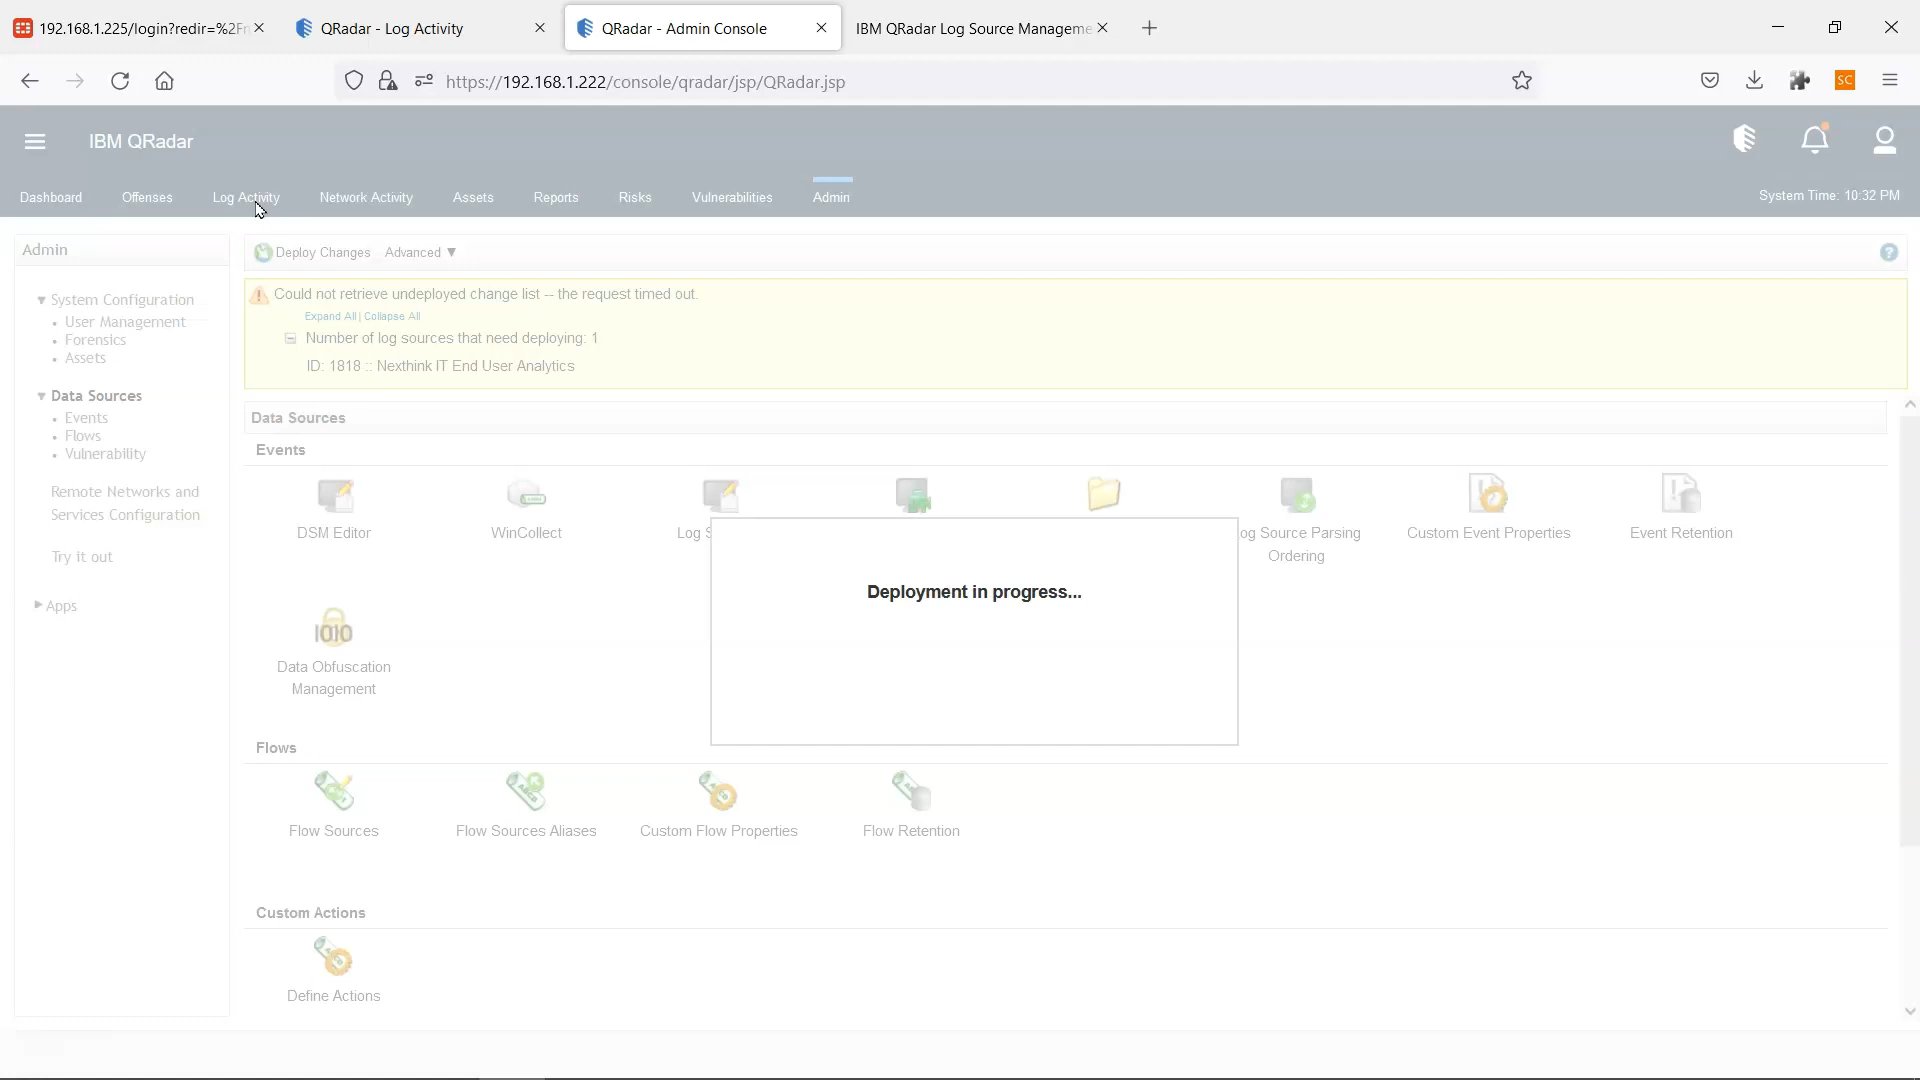 192.168.1.225/login?redir=%2F
QRadar - Log Activity
QRadar - Admin Console
IBM QRadar Log Source Manageme
https://192.168.1.222/console/qradar/jsp/QRadar.jsp
SC
IBM QRadar
Dashboard
Offenses
Log Activity
Network Activity
Assets
Reports
Risks
Vulnerabilities
Admin
System Time: 10:32 PM
Admin
System Configuration
User Management
Forensics
Assets
Data Sources
Events
Flows
Vulnerability
Remote Networks and
Services Configuration
Try it out
Apps
Deploy Changes
Advanced ▼
Could not retrieve undeployed change list -- the request timed out.
Expand All | Collapse All
Number of log sources that need deploying: 1
ID: 1818 :: Nexthink IT End User Analytics
Data Sources
Events
DSM Editor
WinCollect
Log S
og Source Parsing
Ordering
Custom Event Properties
Event Retention
Deployment in progress...
Data Obfuscation
Management
Flows
Flow Sources
Flow Sources Aliases
Custom Flow Properties
Flow Retention
Custom Actions
Define Actions